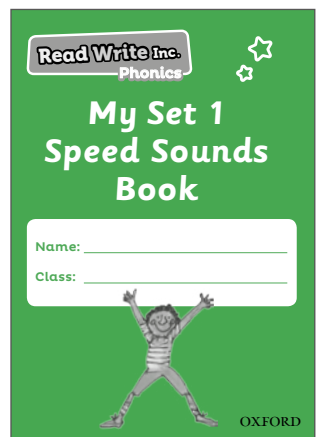 Read Write Inc.
Phonics
My Set 1
Speed Sounds
Book
Name:
Class:
OXFORD